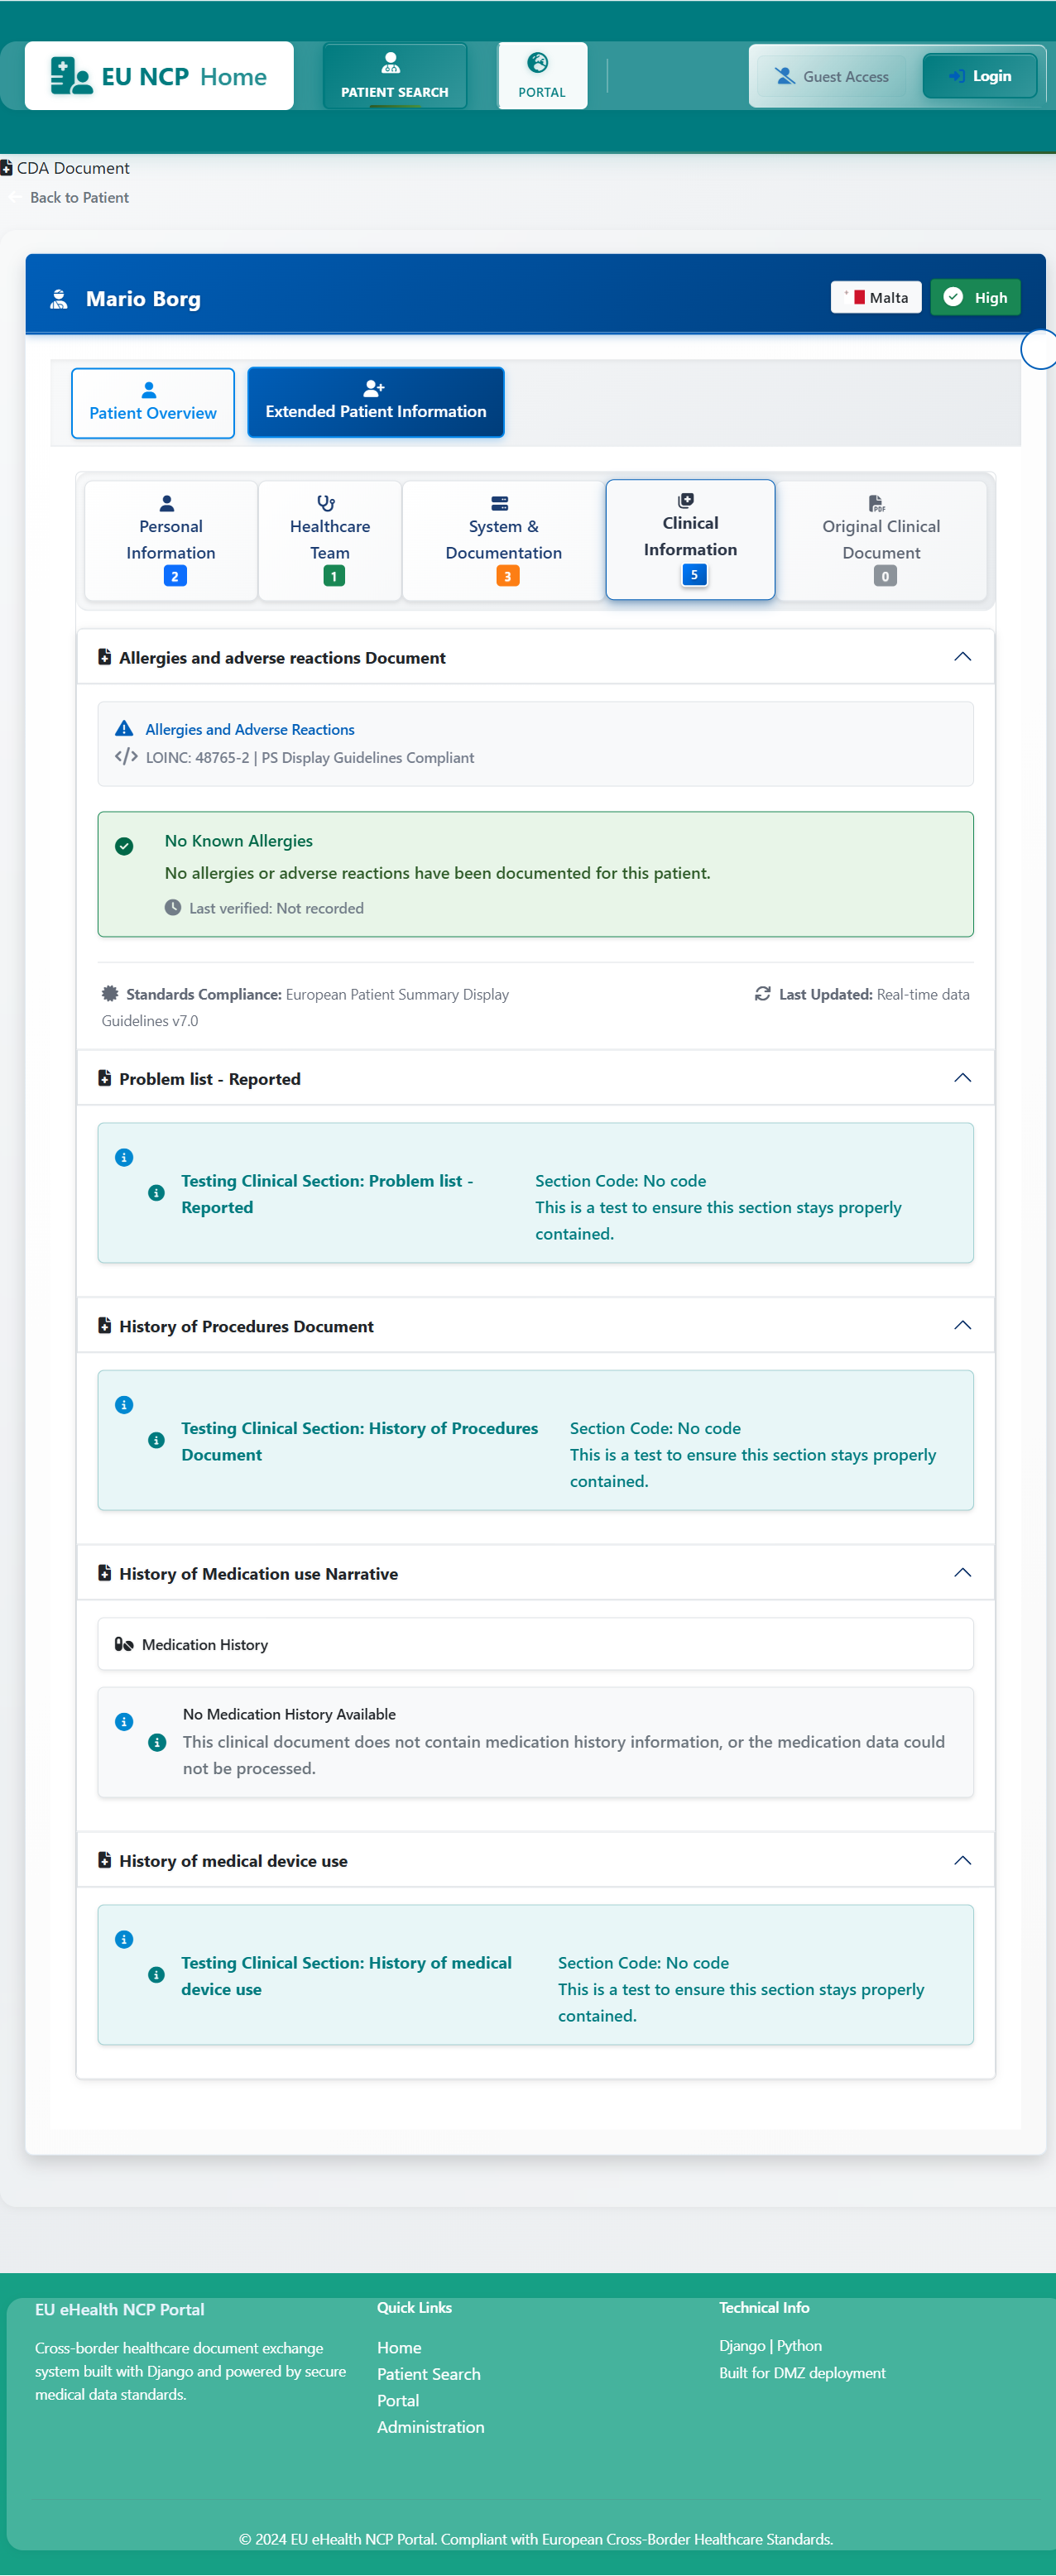 EU NCP Home
PATIENT SEARCH
PORTAL
Guest Access
Login
CDA Document
Back to Patient
Mario Borg
Malta
High
Patient Overview
Extended Patient Information
Personal
Information
2
Healthcare
Team
1
System &
Documentation
3
Clinical
Information
5
Original Clinical
Document
0
Allergies and adverse reactions Document
Allergies and Adverse Reactions
LOINC: 48765-2 | PS Display Guidelines Compliant
No Known Allergies
No allergies or adverse reactions have been documented for this patient.
Last verified: Not recorded
Standards Compliance: European Patient Summary Display
Guidelines v7.0
Last Updated: Real-time data
Problem list - Reported
Testing Clinical Section: Problem list -
Reported
Section Code: No code
This is a test to ensure this section stays properly
contained.
History of Procedures Document
Testing Clinical Section: History of Procedures
Document
Section Code: No code
This is a test to ensure this section stays properly
contained.
History of Medication use Narrative
Medication History
No Medication History Available
This clinical document does not contain medication history information, or the medication data could
not be processed.
History of medical device use
Testing Clinical Section: History of medical
device use
Section Code: No code
This is a test to ensure this section stays properly
contained.
EU eHealth NCP Portal
Cross-border healthcare document exchange
system built with Django and powered by secure
medical data standards.
Quick Links
Home
Patient Search
Portal
Administration
Technical Info
Django | Python
Built for DMZ deployment
© 2024 EU eHealth NCP Portal. Compliant with European Cross-Border Healthcare Standards.